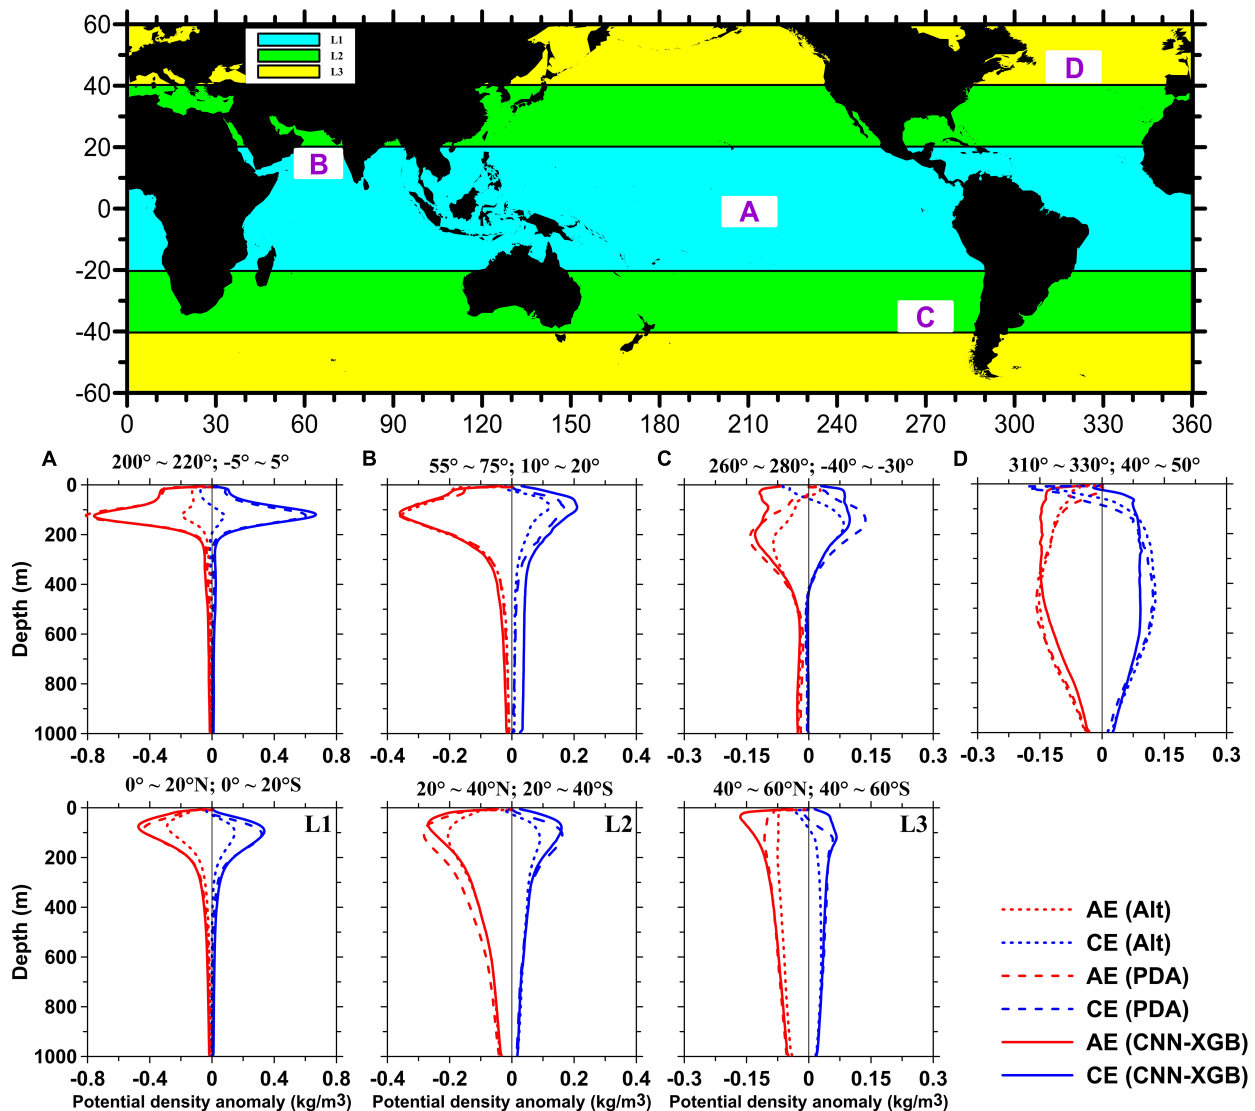 60
40
20
0
-20
-40
-60
L1
L2
L3
A
B
C
D
0 30 60 90 120 150 180 210 240 270 300 330 360
A 200° ~ 220°; -5° ~ 5°
B 55° ~ 75°; 10° ~ 20°
C 260° ~ 280°; -40° ~ -30°
D 310° ~ 330°; 40° ~ 50°
Depth (m)
0
200
400
600
800
1000
-0.8 -0.4 0 0.4 0.8
-0.4 -0.2 0 0.2 0.4
-0.3 -0.15 0 0.15 0.3
-0.3 -0.15 0 0.15 0.3
0° ~ 20°N; 0° ~ 20°S
20° ~ 40°N; 20° ~ 40°S
40° ~ 60°N; 40° ~ 60°S
L1
L2
L3
Depth (m)
0
200
400
600
800
1000
-0.8 -0.4 0 0.4 0.8
-0.4 -0.2 0 0.2 0.4
-0.3 -0.15 0 0.15 0.3
Potential density anomaly (kg/m3)
Potential density anomaly (kg/m3)
Potential density anomaly (kg/m3)
AE (Alt)
CE (Alt)
AE (PDA)
CE (PDA)
AE (CNN-XGB)
CE (CNN-XGB)